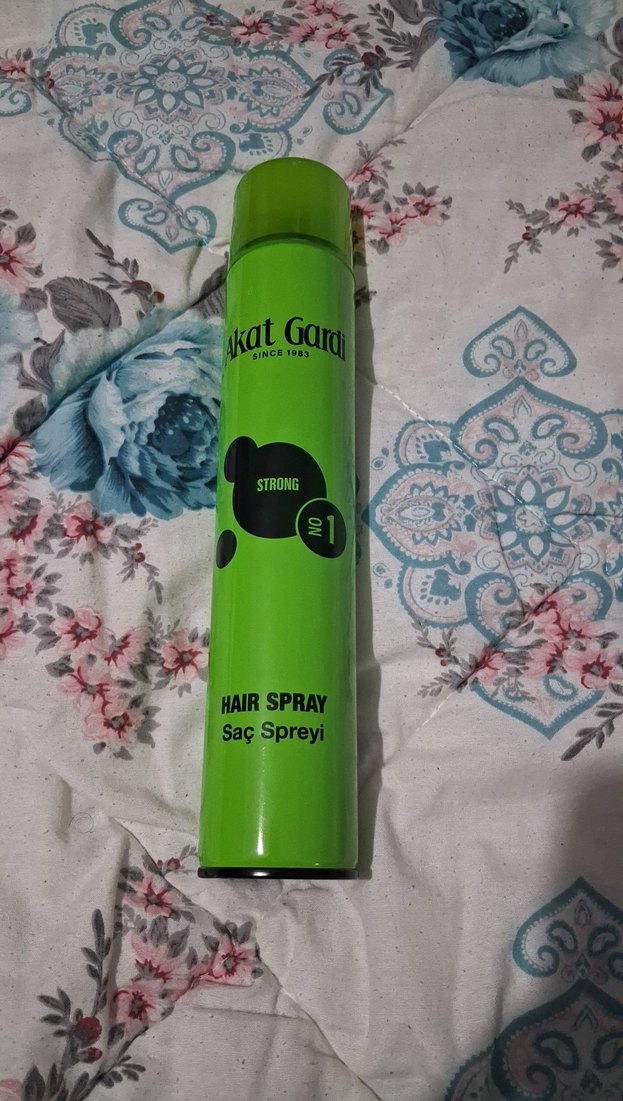 Akat Gardi
SINCE 1983
STRONG
NO 1
HAIR SPRAY
Saç Spreyi